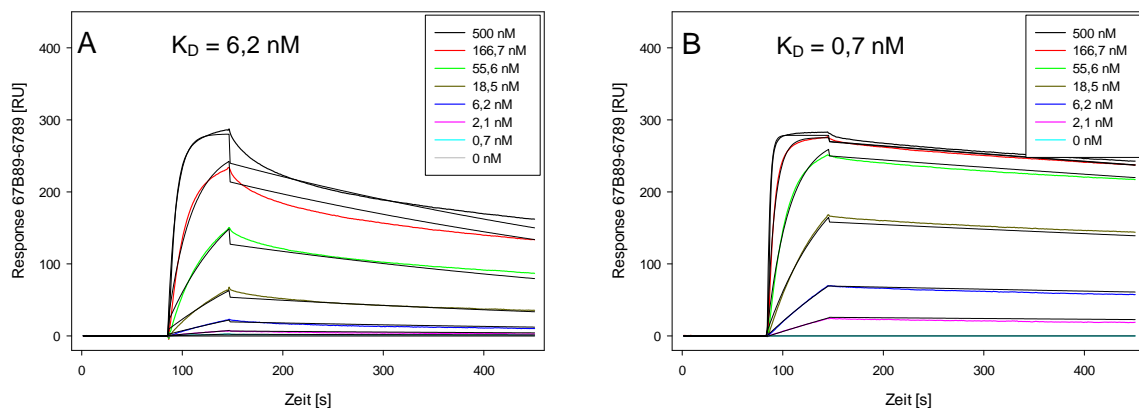 A
K_D = 6,2 nM
500 nM
166,7 nM
55,6 nM
18,5 nM
6,2 nM
2,1 nM
0,7 nM
0 nM
Response 67B89-6789 [RU]
400
300
200
100
0
0 100 200 300 400
Zeit [s]
B
K_D = 0,7 nM
500 nM
166,7 nM
55,6 nM
18,5 nM
6,2 nM
2,1 nM
0 nM
Response 67B89-6789 [RU]
400
300
200
100
0
0 100 200 300 400
Zeit [s]